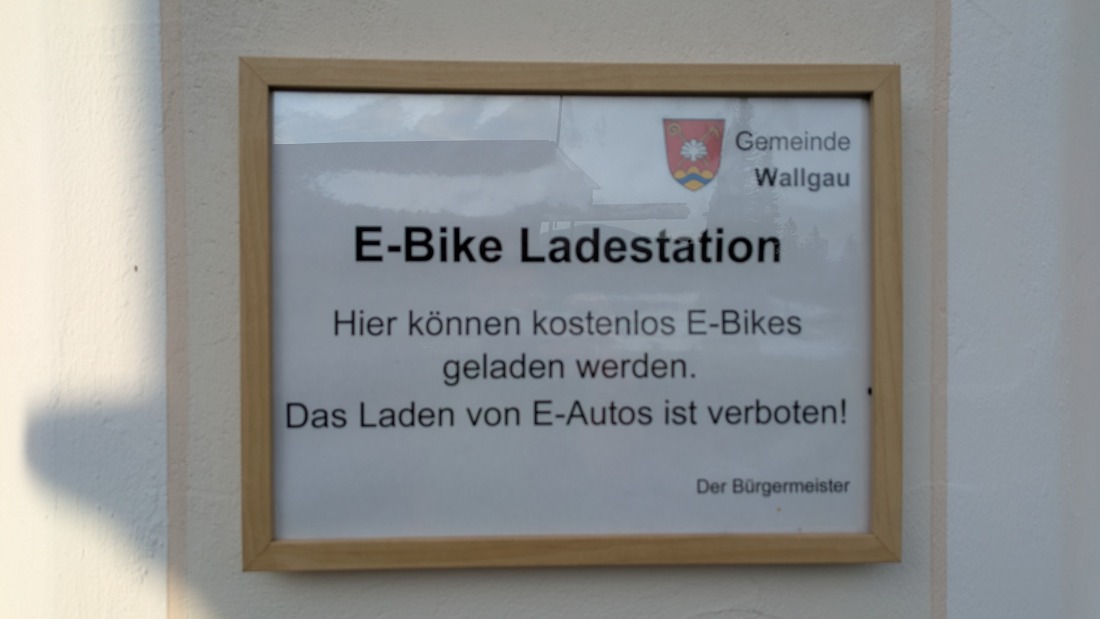 Gemeinde
Wallgau
E-Bike Ladestation
Hier können kostenlos E-Bikes
geladen werden.
Das Laden von E-Autos ist verboten!
Der Bürgermeister